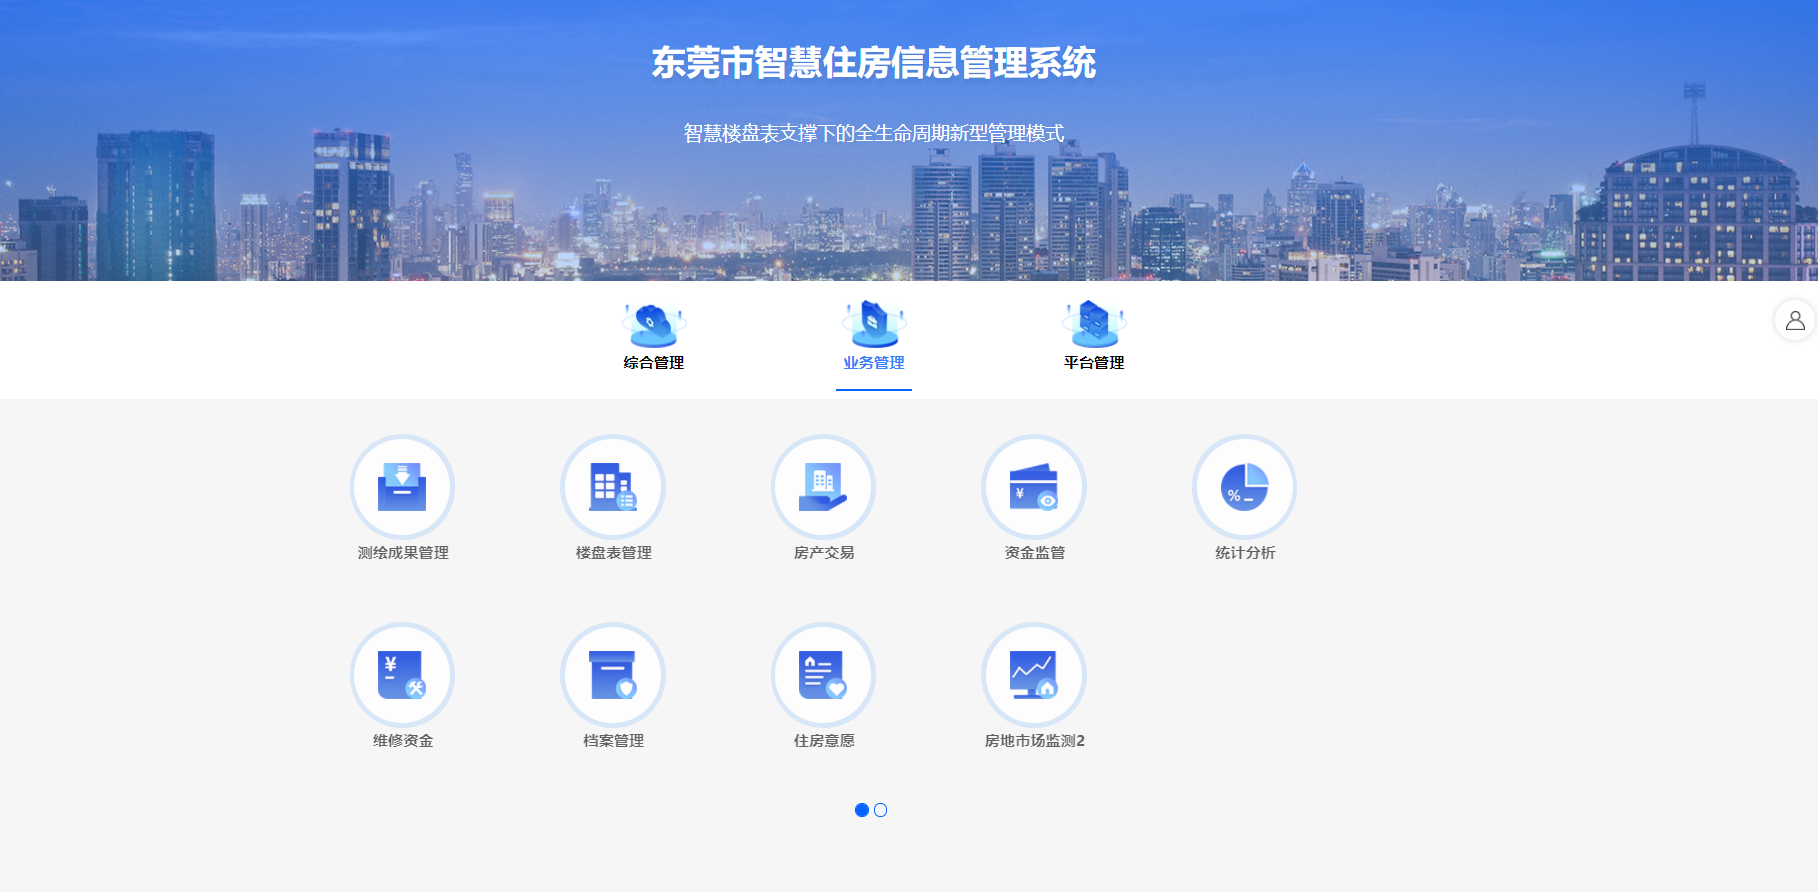 东莞市智慧住房信息管理系统
智慧楼盘表支撑下的全生命周期新型管理模式
综合管理
业务管理
平台管理
测绘成果管理
楼盘表管理
房产交易
资金监管
统计分析
维修资金
档案管理
住房意愿
房地市场监测2